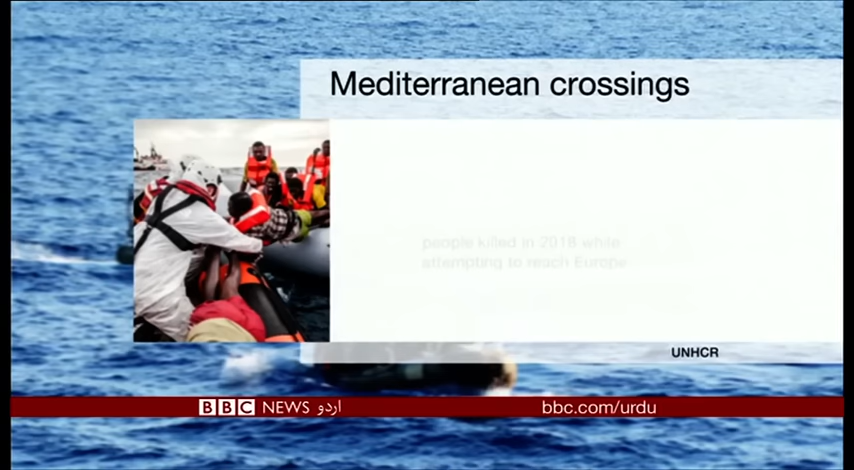 Mediterranean crossings
people killed in 2018 while
attempting to reach Europe
UNHCR
BBC NEWS اردو
bbc.com/urdu